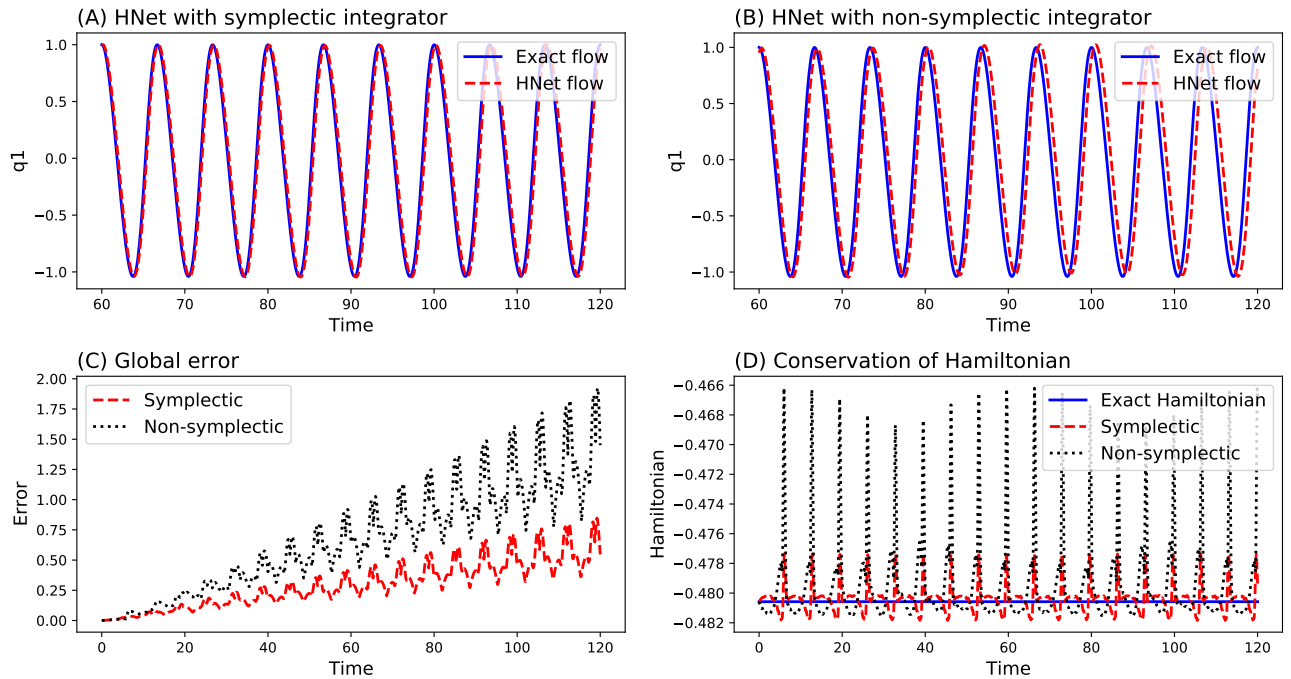 (A) HNet with symplectic integrator
1.0
0.5
0.0
−0.5
−1.0
q1
Exact flow
HNet flow
60
70
80
90
100
110
120
Time
(B) HNet with non-symplectic integrator
1.0
0.5
0.0
−0.5
−1.0
q1
Exact flow
HNet flow
60
70
80
90
100
110
120
Time
(C) Global error
2.00
1.75
1.50
1.25
1.00
0.75
0.50
0.25
0.00
Error
Symplectic
Non-symplectic
0
20
40
60
80
100
120
Time
(D) Conservation of Hamiltonian
−0.466
−0.468
−0.470
−0.472
−0.474
−0.476
−0.478
−0.480
−0.482
Hamiltonian
Exact Hamiltonian
Symplectic
Non-symplectic
0
20
40
60
80
100
120
Time